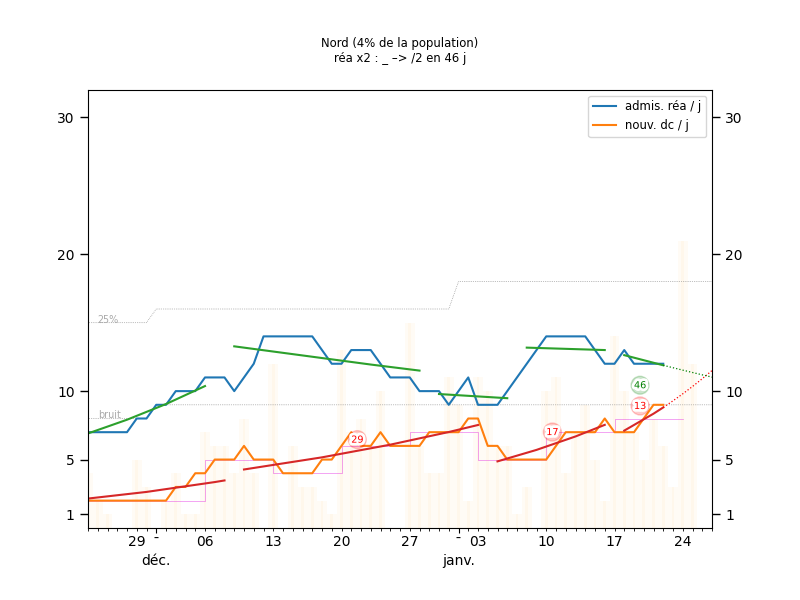 Nord (4% de la population)
réa x2 : _ –> /2 en 46 j
admis. réa / j
nouv. dc / j
30
30
20
20
25%
10
10
46
13
bruit
17
29
5
5
1
1
29 - 06 13 20 27 - 03 10 17 24
déc. janv.